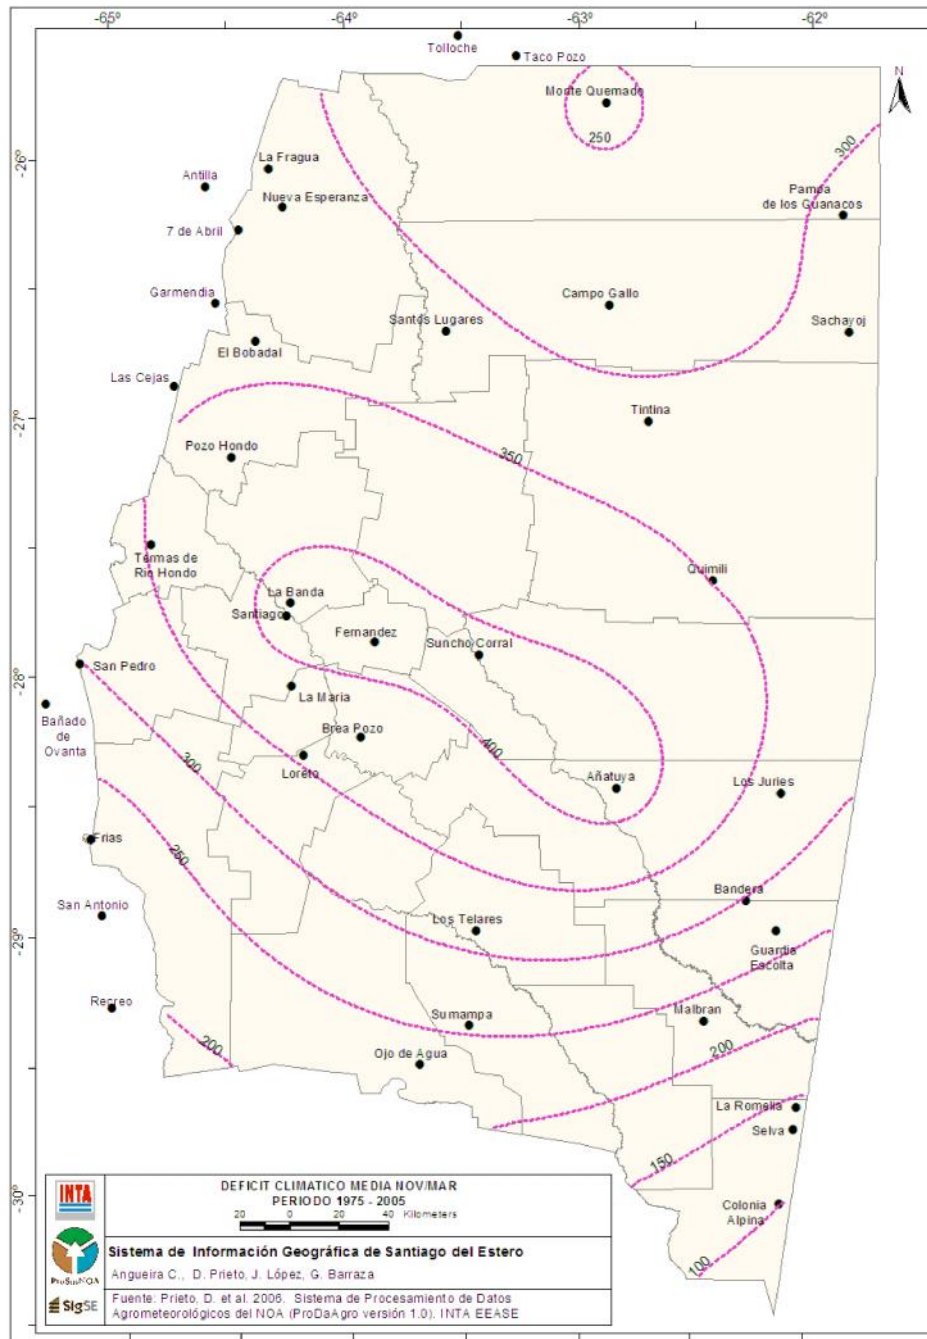 -65º
-64º
-63º
-62º
Tolloche
Taco Pozo
N
Monte Quemado
250
300
-26º
La Fragua
Antilla
Nueva Esperanza
Pampa
de los Guanacos
7 de Abril
Garmendia
Campo Gallo
Santos Lugares
Sachayoj
El Bobadal
Las Cejas
-27º
Tintina
Pozo Hondo
350
Termas de
Rio Hondo
Quimili
La Banda
Santiago
Fernandez
Suncho Corral
-28º
San Pedro
La Maria
Bañado
de
Ovanta
Brea Pozo
400
300
Loreto
Añatuya
Los Juries
Frias
250
Bandera
San Antonio
Los Telares
-29º
Guardia
Escolta
Recreo
Sumampa
Malbran
200
200
Ojo de Agua
La Romelia
Selva
150
-30º
Colonia
Alpina
100
INTA
DEFICIT CLIMATICO MEDIA NOV/MAR
PERIODO 1975 - 2005
20 0 20 40 Kilometers
ProSusNOA
Sistema de Información Geográfica de Santiago del Estero
Angueira C., D. Prieto, J. López, G. Barraza
SigSE
Fuente: Prieto, D. et al. 2006. Sistema de Procesamiento de Datos
Agrometeorológicos del NOA (ProDaAgro versión 1.0). INTA EEASE